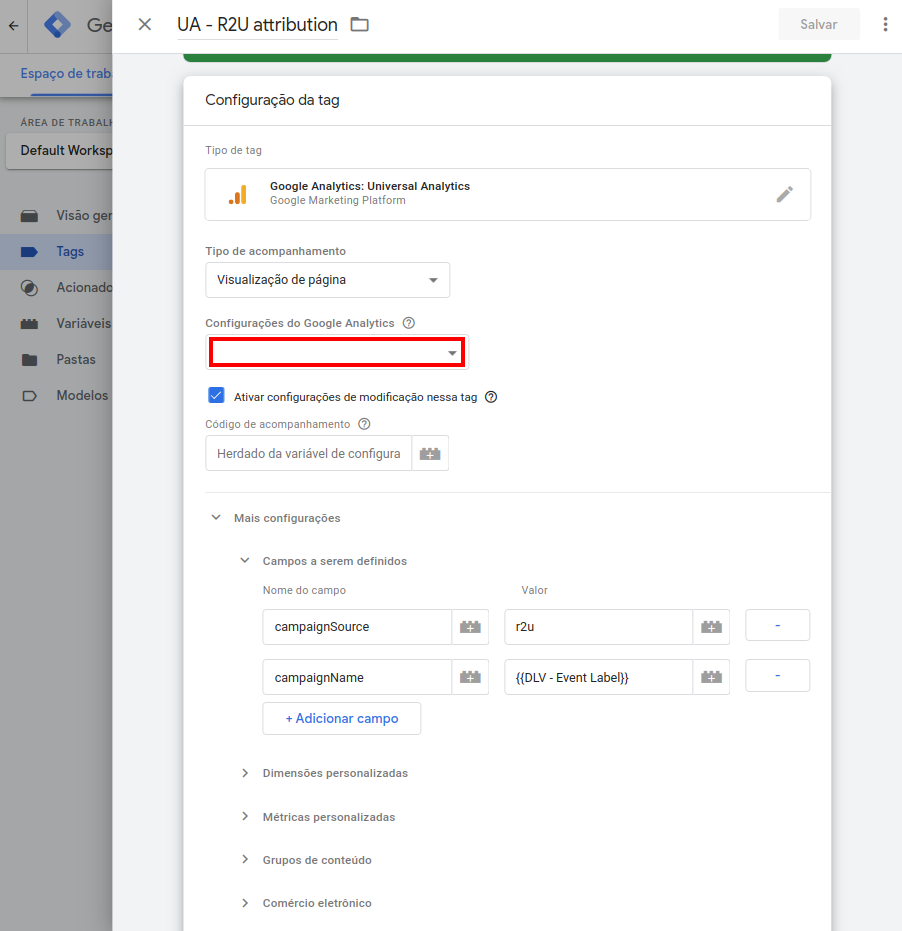 Ge
UA - R2U attribution
Salvar
Espaço de traba
ÁREA DE TRABALH
Default Worksp
Visão ger
Tags
Acionado
Variáveis
Pastas
Modelos
Configuração da tag
Tipo de tag
Google Analytics: Universal Analytics
Google Marketing Platform
Tipo de acompanhamento
Visualização de página
Configurações do Google Analytics
Ativar configurações de modificação nessa tag
Código de acompanhamento
Herdado da variável de configura
Mais configurações
Campos a serem definidos
Nome do campo Valor
campaignSource r2u -
campaignName {{DLV - Event Label}} -
+ Adicionar campo
Dimensões personalizadas
Métricas personalizadas
Grupos de conteúdo
Comércio eletrônico